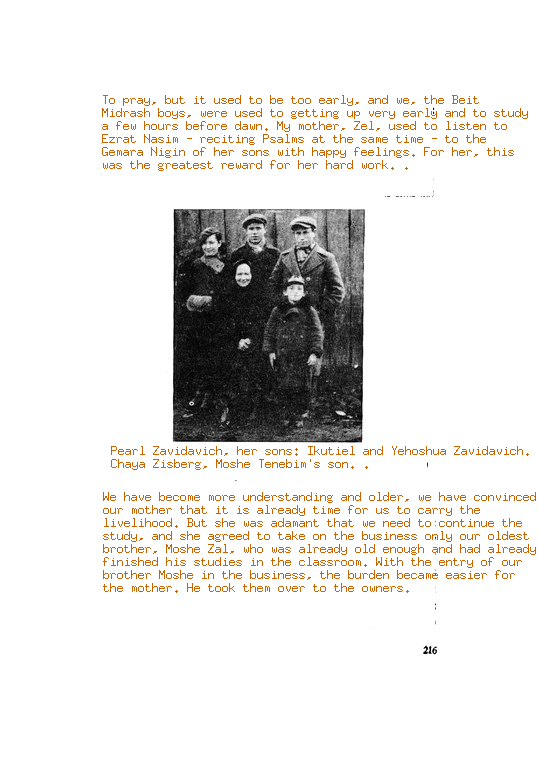 To pray, but it used to be too early, and we, the Beit
Midrash boys, were used to getting up very early and to study
a few hours before dawn. My mother, Zel, used to listen to
Ezrat Nasim - reciting Psalms at the same time - to the
Gemara Nigin of her sons with happy feelings. For her, this
was the greatest reward for her hard work. .
Pearl Zavidavich, her sons: Ikutiel and Yehoshua Zavidavich.
Chaya Zisberg, Moshe Tenebim's son. .
We have become more understanding and older, we have convinced
our mother that it is already time for us to carry the
livelihood. But she was adamant that we need to continue the
study, and she agreed to take on the business only our oldest
brother, Moshe Zal, who was already old enough and had already
finished his studies in the classroom. With the entry of our
brother Moshe in the business, the burden became easier for
the mother. He took them over to the owners.
216